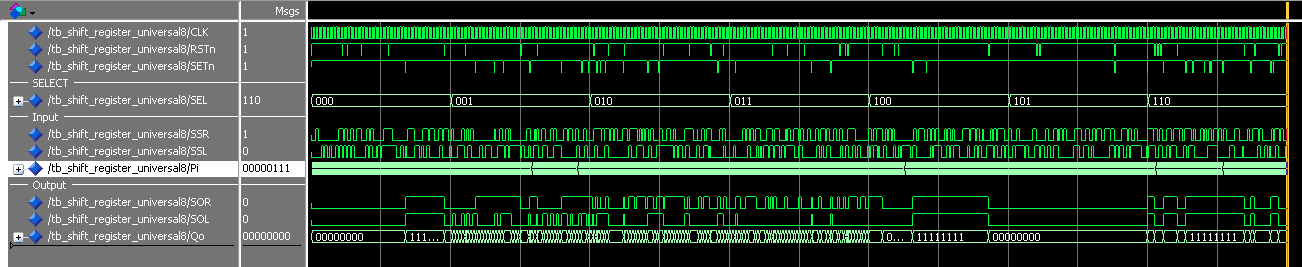 Msgs
/tb_shift_register_universal8/CLK 1
/tb_shift_register_universal8/RSTn 1
/tb_shift_register_universal8/SETn 1
SELECT
/tb_shift_register_universal8/SEL 110 000 001 010 011 100 101 110
Input
/tb_shift_register_universal8/SSR 1
/tb_shift_register_universal8/SSL 0
/tb_shift_register_universal8/Pi 00000111
Output
/tb_shift_register_universal8/SOR 0
/tb_shift_register_universal8/SOL 0
/tb_shift_register_universal8/Qo 00000000 00000000 111... 0... 11111111 00000000 11111111